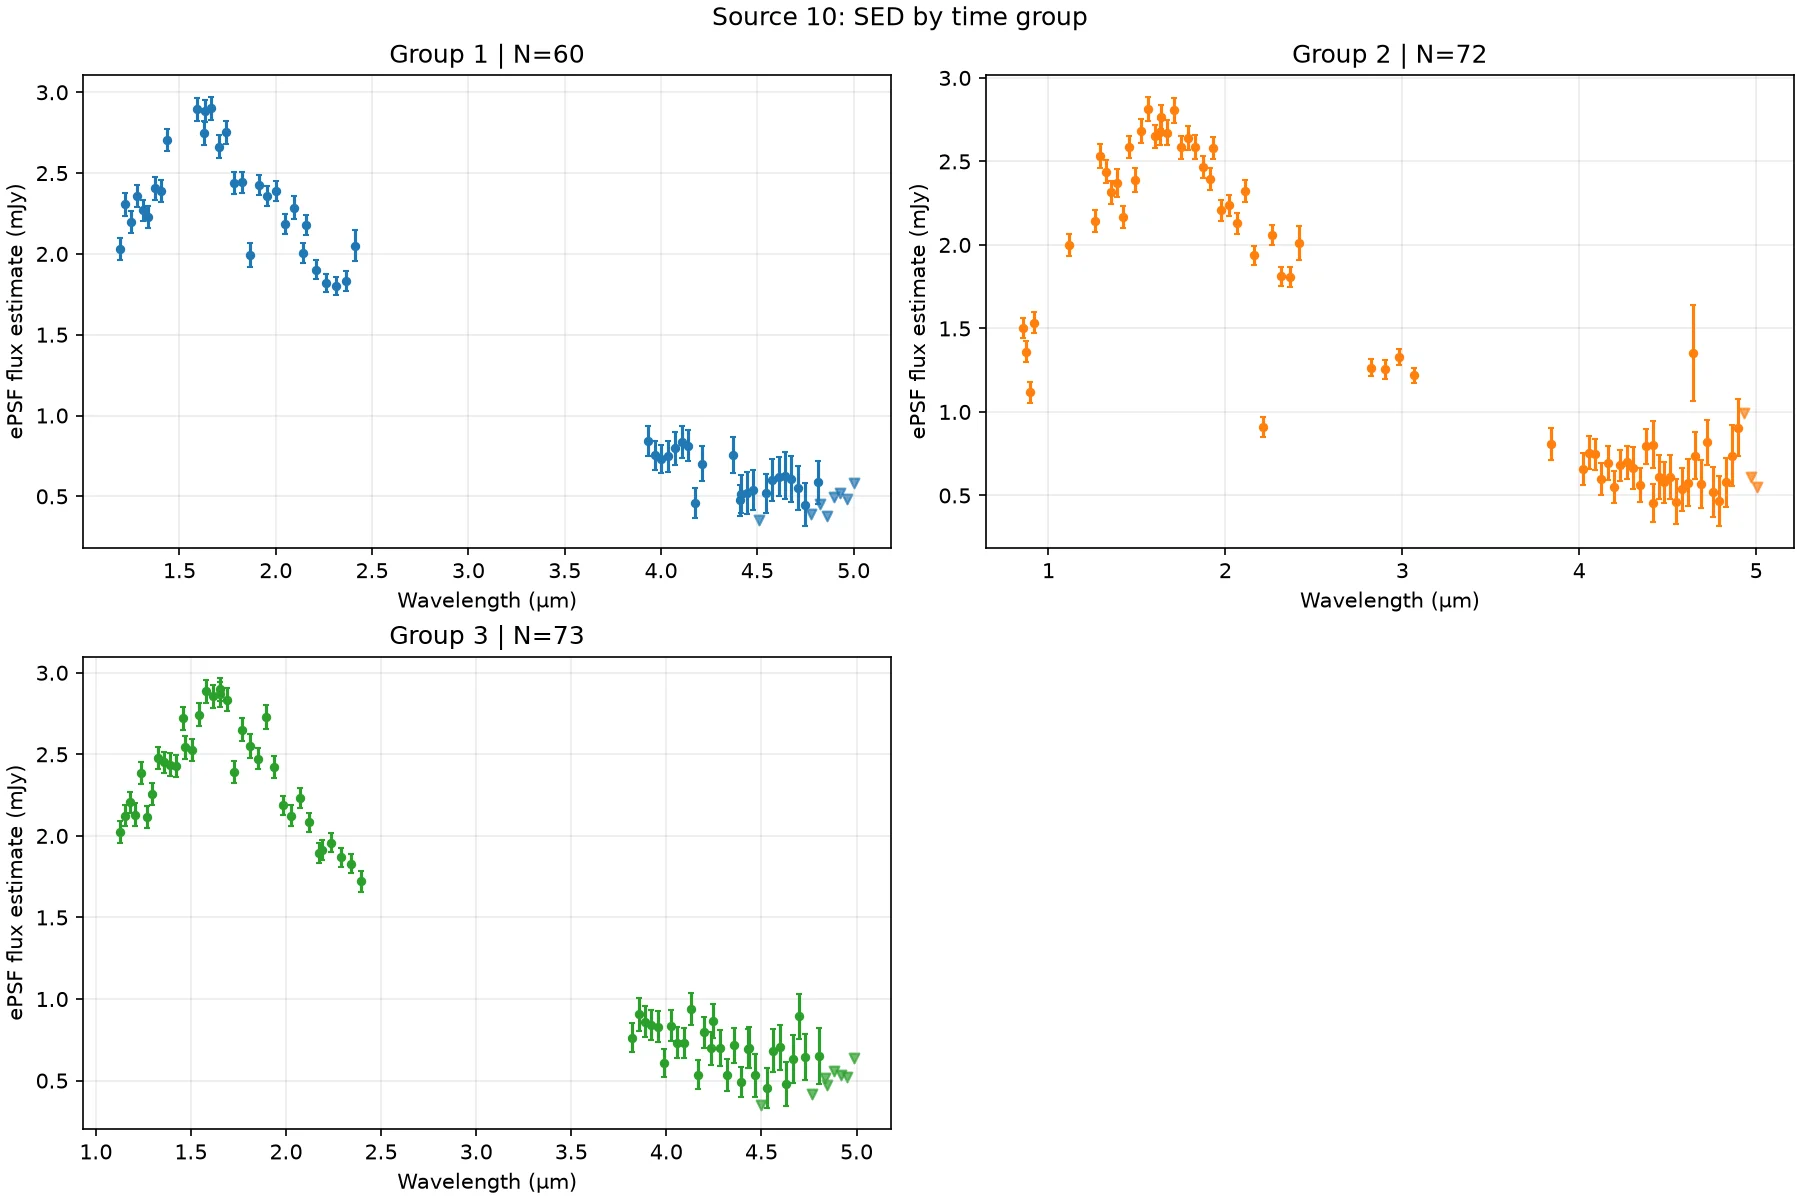 Source 10: SED by time group
Group 1 | N=60
ePSF flux estimate (mJy)
3.0
2.5
2.0
1.5
1.0
0.5
1.5 2.0 2.5 3.0 3.5 4.0 4.5 5.0
Wavelength (µm)
Group 2 | N=72
ePSF flux estimate (mJy)
3.0
2.5
2.0
1.5
1.0
0.5
1 2 3 4 5
Wavelength (µm)
Group 3 | N=73
ePSF flux estimate (mJy)
3.0
2.5
2.0
1.5
1.0
0.5
1.0 1.5 2.0 2.5 3.0 3.5 4.0 4.5 5.0
Wavelength (µm)